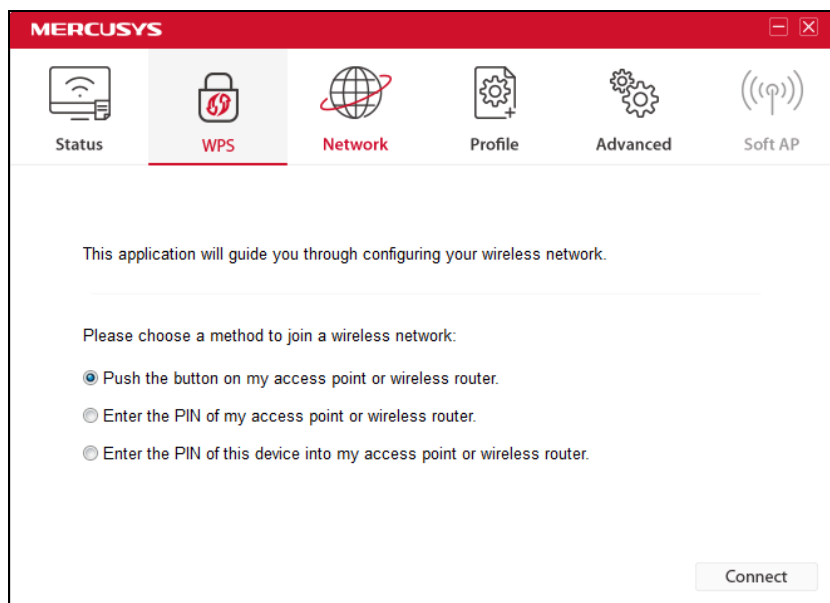 MERCUSYS
Status WPS Network Profile Advanced Soft AP
This application will guide you through configuring your wireless network.
Please choose a method to join a wireless network:
Push the button on my access point or wireless router.
Enter the PIN of my access point or wireless router.
Enter the PIN of this device into my access point or wireless router.
Connect